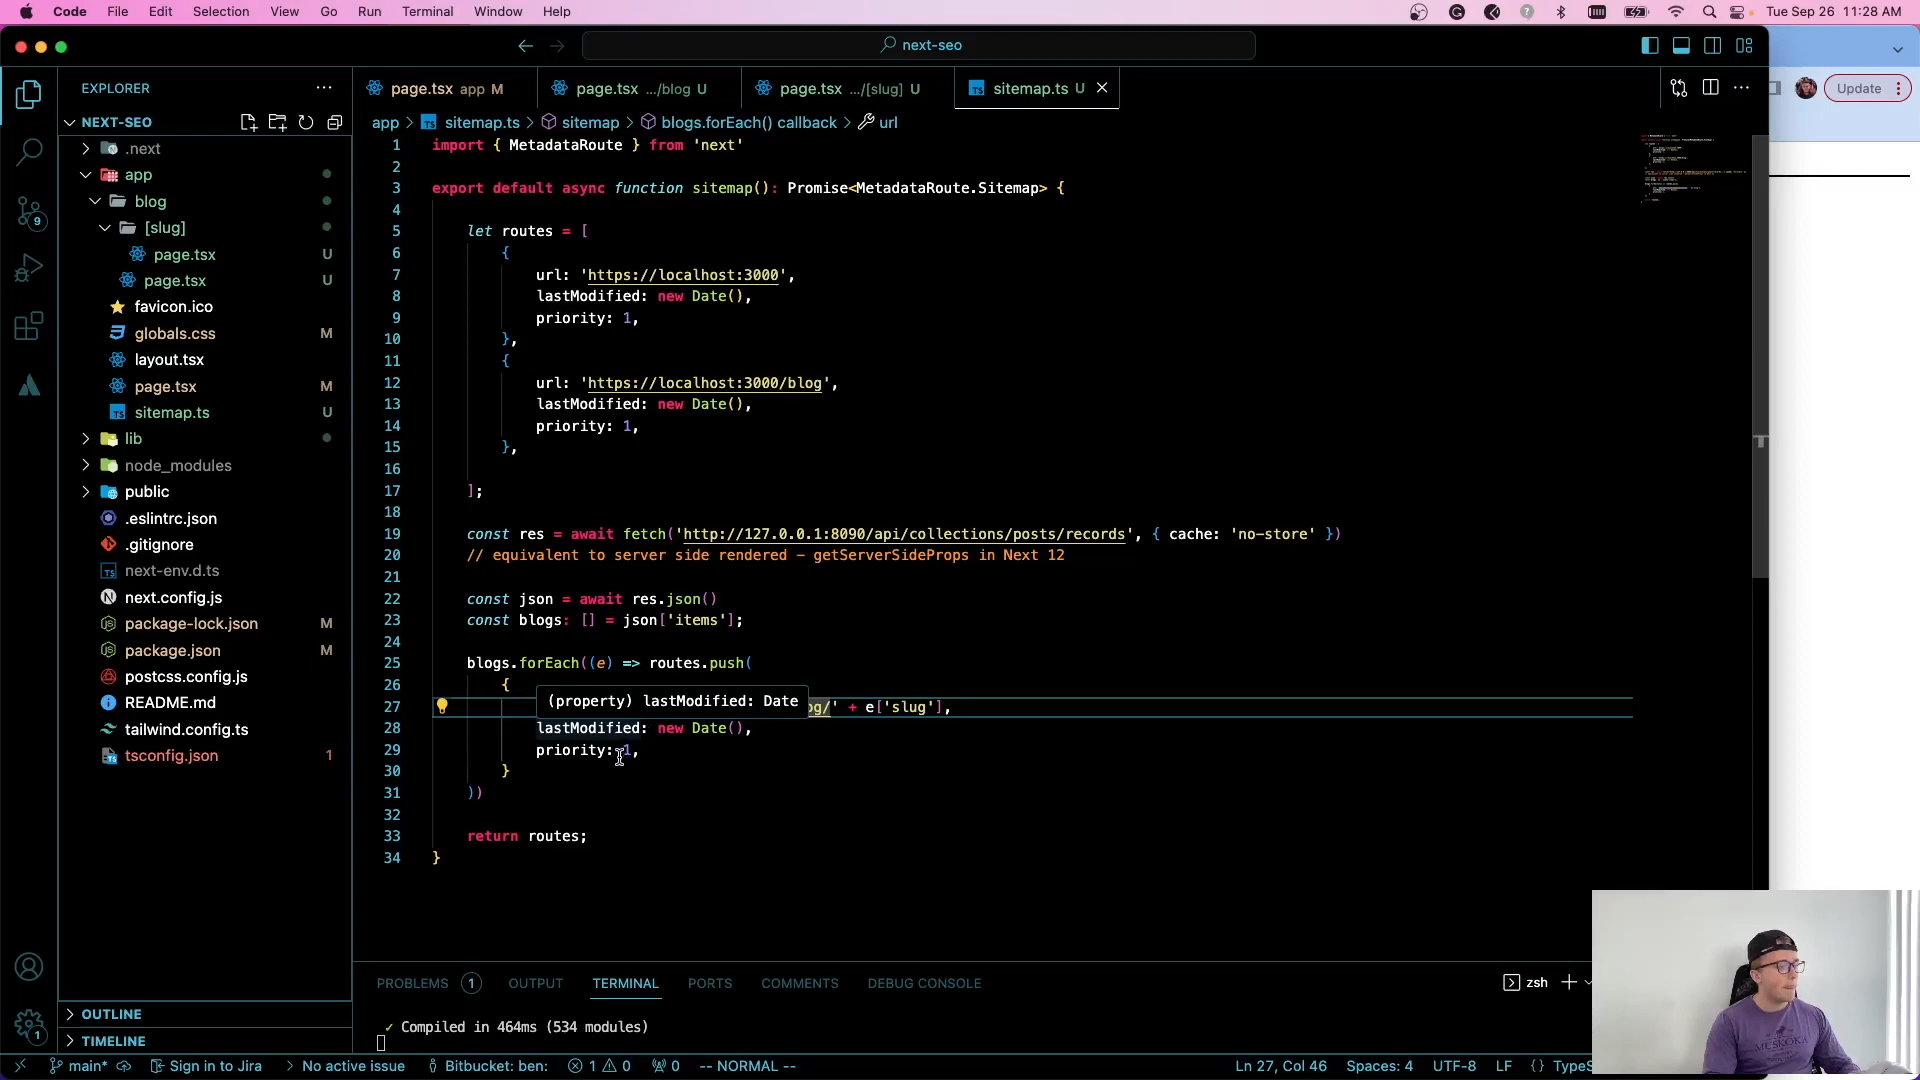 Code File Edit Selection View Go Run Terminal Window Help Tue Sep 26 11:28 AM
next-seo
Update
EXPLORER
NEXT-SEO
.next
app
blog
[slug]
page.tsx U
page.tsx U
favicon.ico
globals.css M
layout.tsx
page.tsx M
sitemap.ts U
lib
node_modules
public
.eslintrc.json
.gitignore
next-env.d.ts
next.config.js
package-lock.json M
package.json M
postcss.config.js
README.md
tailwind.config.ts
tsconfig.json 1
OUTLINE
TIMELINE
9
1
page.tsx app M page.tsx .../blog U page.tsx .../[slug] U sitemap.ts U
app > sitemap.ts > sitemap > blogs.forEach() callback > url
1 import { MetadataRoute } from 'next'
2
3 export default async function sitemap(): Promise<MetadataRoute.Sitemap> {
4
5 let routes = [
6 {
7 url: 'https://localhost:3000',
8 lastModified: new Date(),
9 priority: 1,
10 },
11 {
12 url: 'https://localhost:3000/blog',
13 lastModified: new Date(),
14 priority: 1,
15 },
16
17 ];
18
19 const res = await fetch('http://127.0.0.1:8090/api/collections/posts/records', { cache: 'no-store' })
20 // equivalent to server side rendered – getServerSideProps in Next 12
21
22 const json = await res.json()
23 const blogs: [] = json['items'];
24
25 blogs.forEach((e) => routes.push(
26 {
(property) lastModified: Date
27 og/' + e['slug'],
28 lastModified: new Date(),
29 priority: 1,
30 }
31 ))
32
33 return routes;
34 }
PROBLEMS 1 OUTPUT TERMINAL PORTS COMMENTS DEBUG CONSOLE zsh
✓ Compiled in 464ms (534 modules)
main* Sign in to Jira No active issue Bitbucket: ben: 1 0 0 -- NORMAL -- Ln 27, Col 46 Spaces: 4 UTF-8 LF {} TypeS
MUSKOKA